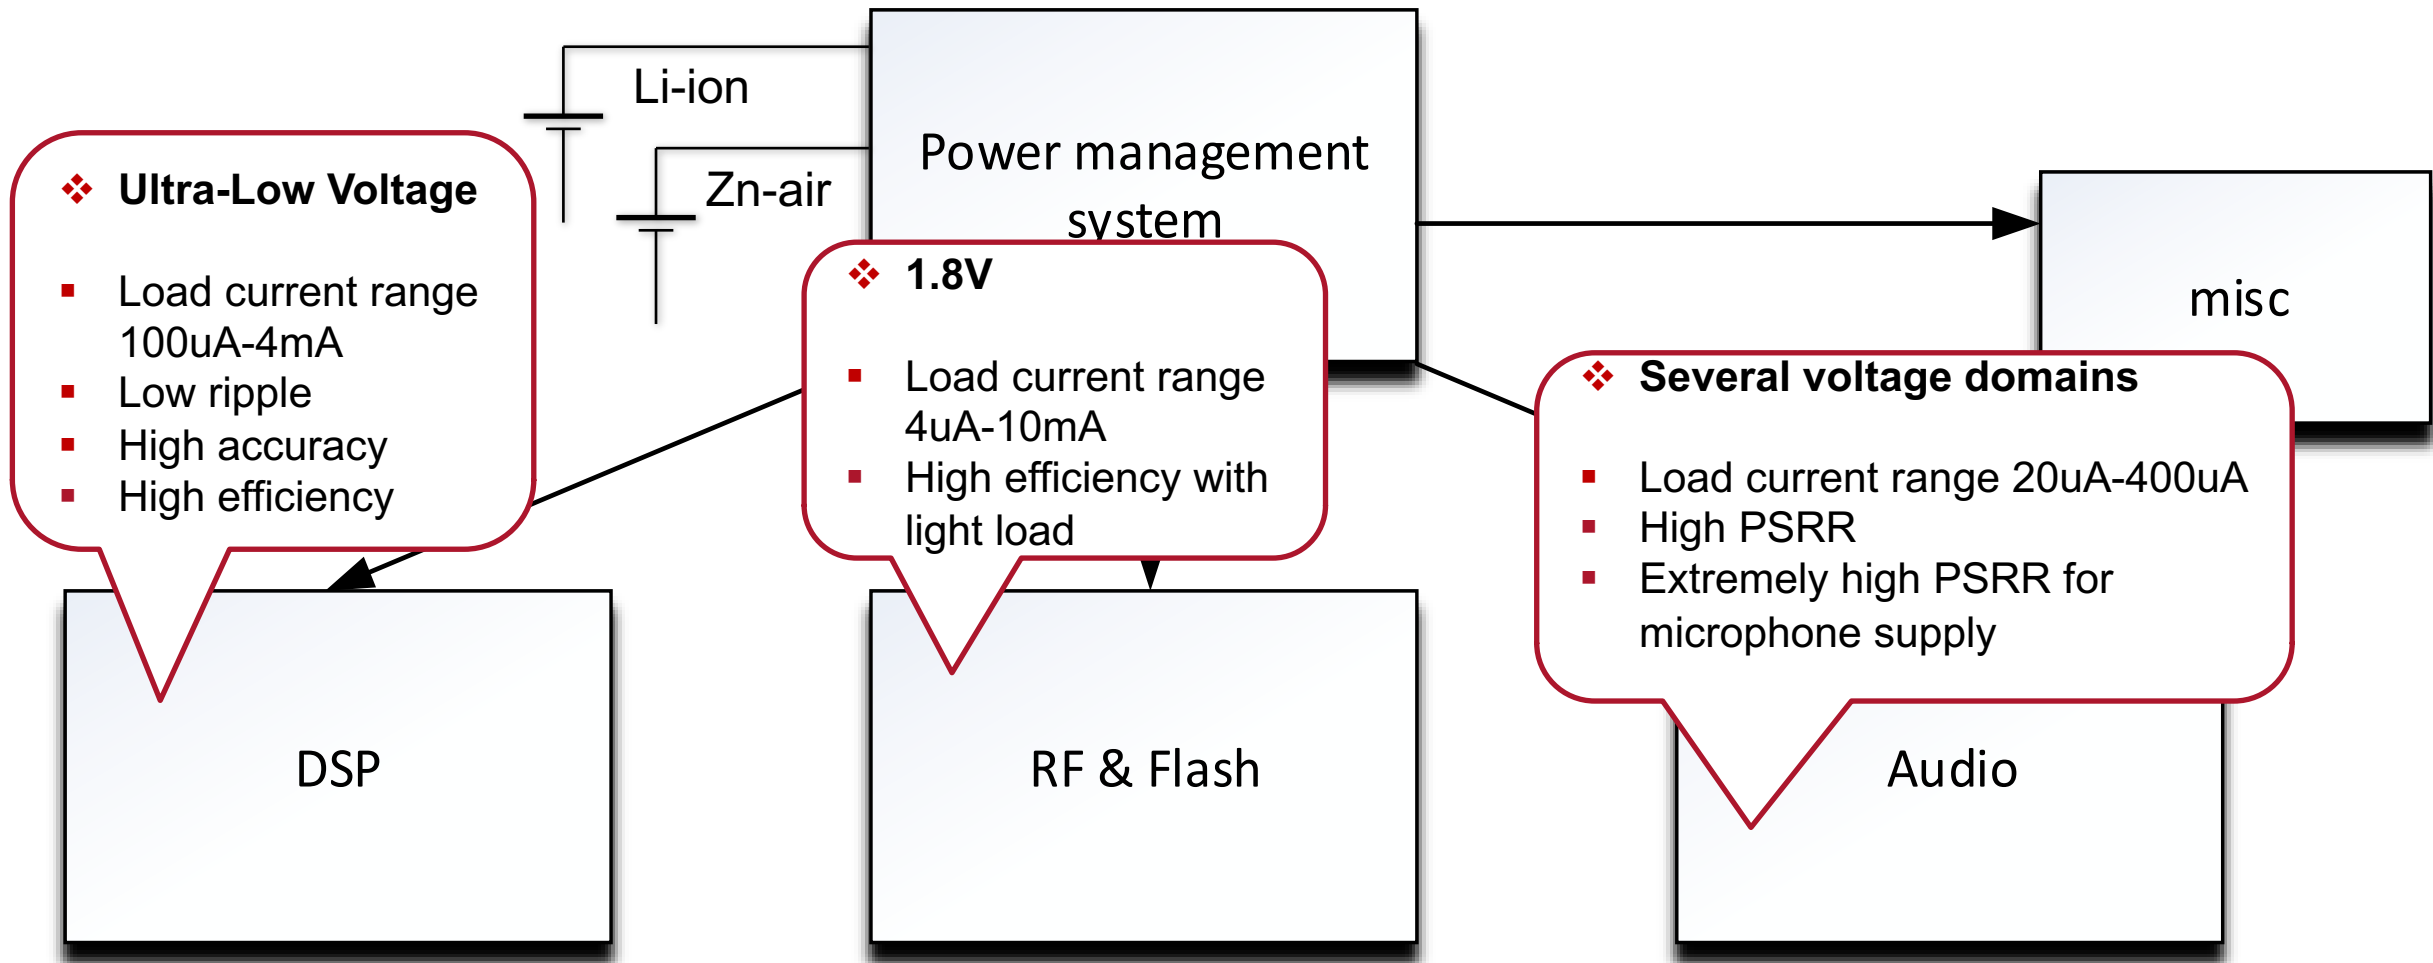 Li-ion
Zn-air
Power management
system
misc
Ultra-Low Voltage
Load current range
100uA-4mA
Low ripple
High accuracy
High efficiency
1.8V
Load current range
4uA-10mA
High efficiency with
light load
Several voltage domains
Load current range 20uA-400uA
High PSRR
Extremely high PSRR for
microphone supply
DSP
RF & Flash
Audio